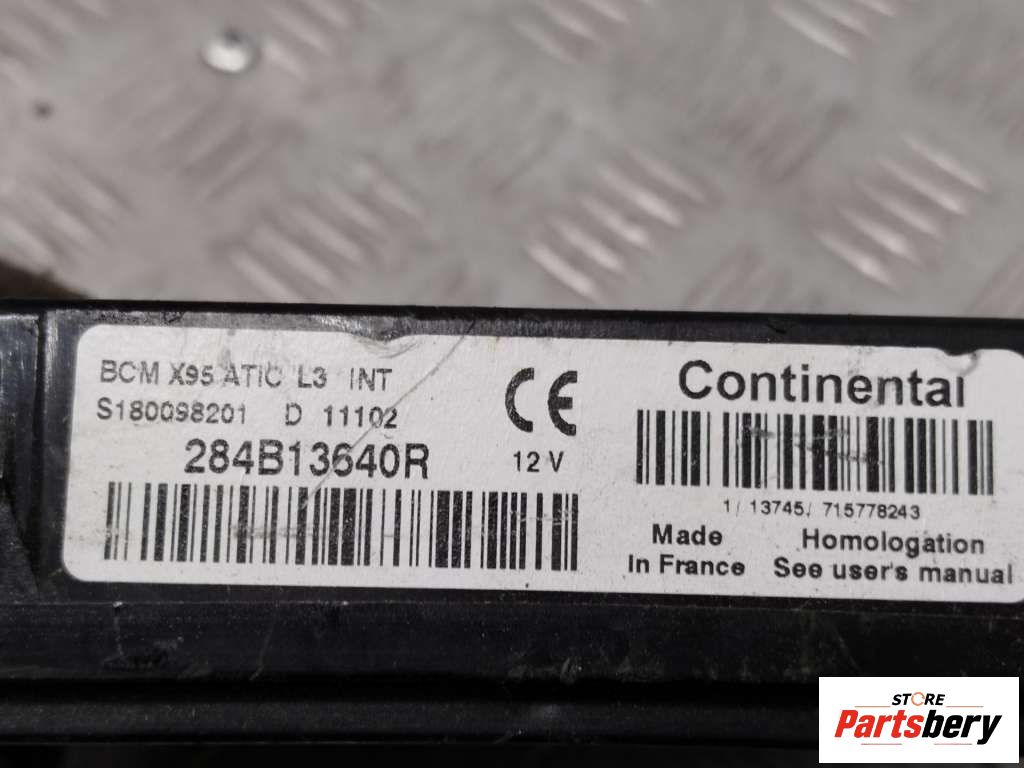 BCM X95 ATIC L3 INT
S180098201 D 11102
284B13640R
CE
12 V
Continental
1/ 13745/ 715778243
Made
in France
Homologation
See user's manual
STORE
Partsbery